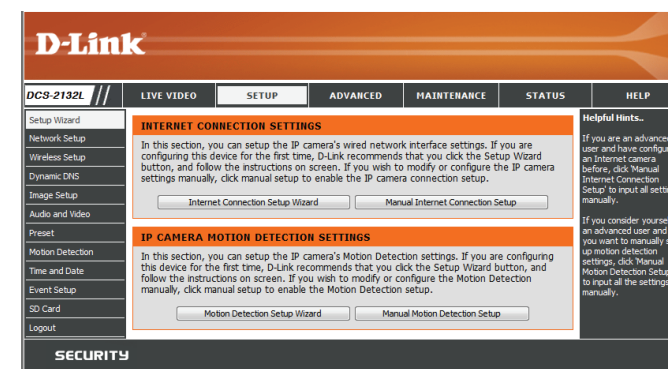 D-Link
DCS-2132L
LIVE VIDEO
SETUP
ADVANCED
MAINTENANCE
STATUS
HELP
Setup Wizard
Network Setup
Wireless Setup
Dynamic DNS
Image Setup
Audio and Video
Preset
Motion Detection
Time and Date
Event Setup
SD Card
Logout
INTERNET CONNECTION SETTINGS
In this section, you can setup the IP camera's wired network interface settings. If you are
configuring this device for the first time, D-Link recommends that you click the Setup Wizard
button, and follow the instructions on screen. If you wish to modify or configure the IP camera
settings manually, click manual setup to enable the IP camera connection setup.
Internet Connection Setup Wizard
Manual Internet Connection Setup
IP CAMERA MOTION DETECTION SETTINGS
In this section, you can setup the IP camera's Motion Detection settings. If you are configuring
this device for the first time, D-Link recommends that you click the Setup Wizard button, and
follow the instructions on screen. If you wish to modify or configure the Motion Detection
manually, click manual setup to enable the Motion Detection setup.
Motion Detection Setup Wizard
Manual Motion Detection Setup
Helpful Hints..
If you are an advanced
user and have configu
an Internet camera
before, click 'Manual
Internet Connection
Setup' to input all setti
manually.
If you consider yourse
an advanced user and
you want to manually s
up motion detection
settings, click 'Manual
Motion Detection Setup
to input all the settings
manually.
SECURITY